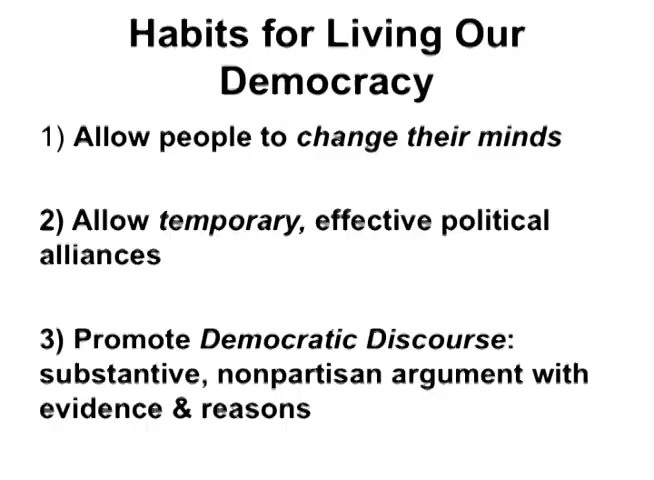 Habits for Living Our
Democracy
1) Allow people to change their minds
2) Allow temporary, effective political
alliances
3) Promote Democratic Discourse:
substantive, nonpartisan argument with
evidence & reasons